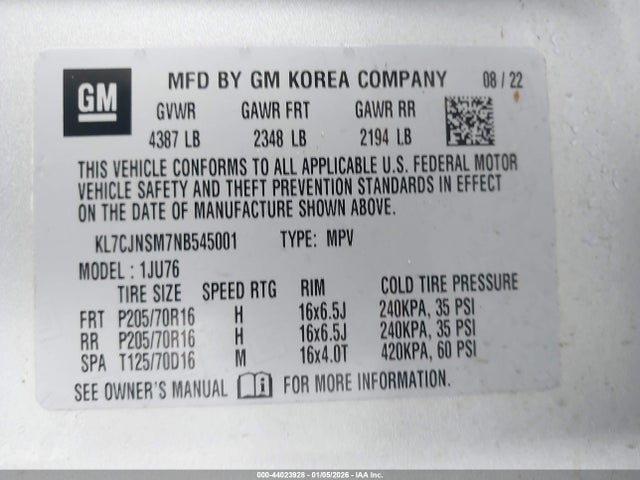 GM
MFD BY GM KOREA COMPANY 08 / 22
GVWR GAWR FRT GAWR RR
4387 LB 2348 LB 2194 LB
THIS VEHICLE CONFORMS TO ALL APPLICABLE U.S. FEDERAL MOTOR
VEHICLE SAFETY AND THEFT PREVENTION STANDARDS IN EFFECT
ON THE DATE OF MANUFACTURE SHOWN ABOVE.
KL7CJNSM7NB545001 TYPE: MPV
MODEL : 1JU76
TIRE SIZE SPEED RTG RIM COLD TIRE PRESSURE
FRT P205/70R16 H 16x6.5J 240KPA, 35 PSI
RR P205/70R16 H 16x6.5J 240KPA, 35 PSI
SPA T125/70D16 M 16x4.0T 420KPA, 60 PSI
SEE OWNER'S MANUAL FOR MORE INFORMATION.
000-44023928 - 01/05/2026 - IAA Inc.